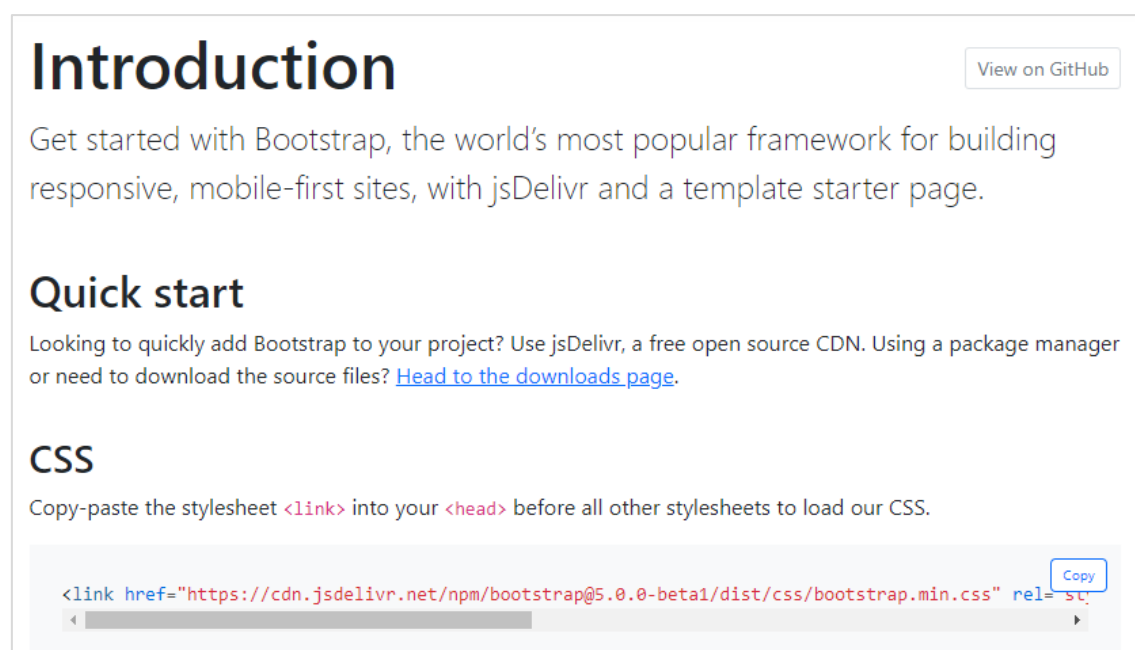 Introduction
View on GitHub
Get started with Bootstrap, the world's most popular framework for building
responsive, mobile-first sites, with jsDelivr and a template starter page.
Quick start
Looking to quickly add Bootstrap to your project? Use jsDelivr, a free open source CDN. Using a package manager
or need to download the source files? Head to the downloads page.
CSS
Copy-paste the stylesheet <link> into your <head> before all other stylesheets to load our CSS.
Copy
<link href="https://cdn.jsdelivr.net/npm/bootstrap@5.0.0-beta1/dist/css/bootstrap.min.css" rel=